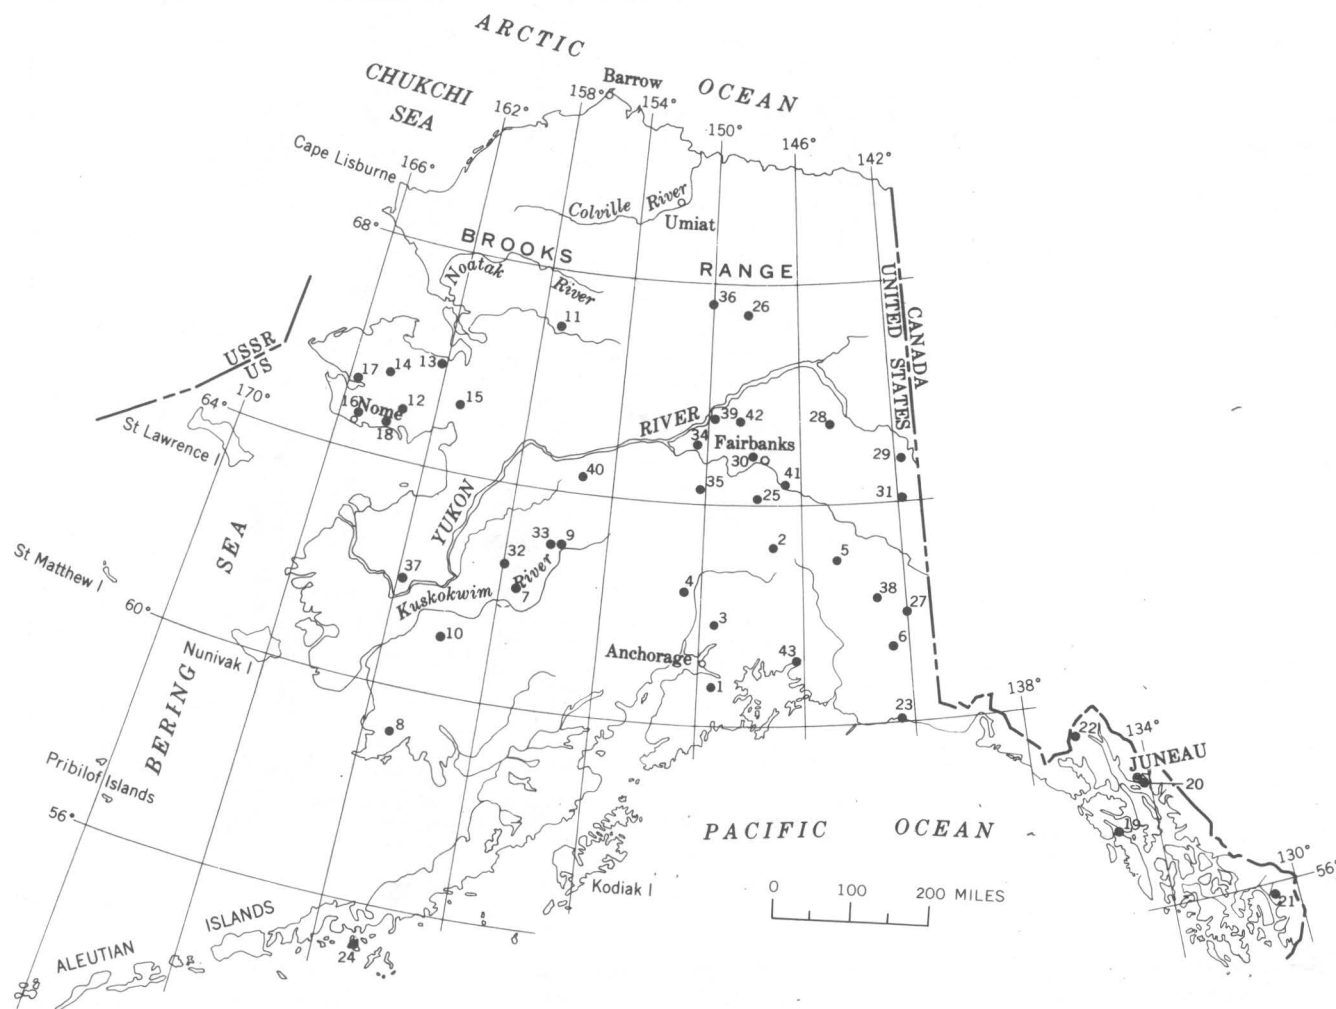 ARCTIC OCEAN
CHUKCHI SEA
Barrow
158°
154°
162°
150°
146°
142°
Cape Lisburne
166°
Colville River
Umiat
68°
BROOKS RANGE
Noatak River
UNITED STATES
CANADA
36
26
11
USSR
US
17
14
13
170°
64°
16
Nome
12
15
18
St Lawrence I
RIVER
39
42
28
34
Fairbanks
30
29
40
35
25
41
31
YUKON
33
9
2
5
32
River
37
7
Kuskokwim
4
38
27
St Matthew I
SEA
60°
10
3
6
Nunivak I
Anchorage
43
1
138°
BERING
8
23
22
134°
JUNEAU
20
Pribilof Islands
56°
19
PACIFIC OCEAN
130°
56°
21
Kodiak I
0 100 200 MILES
ALEUTIAN ISLANDS
24